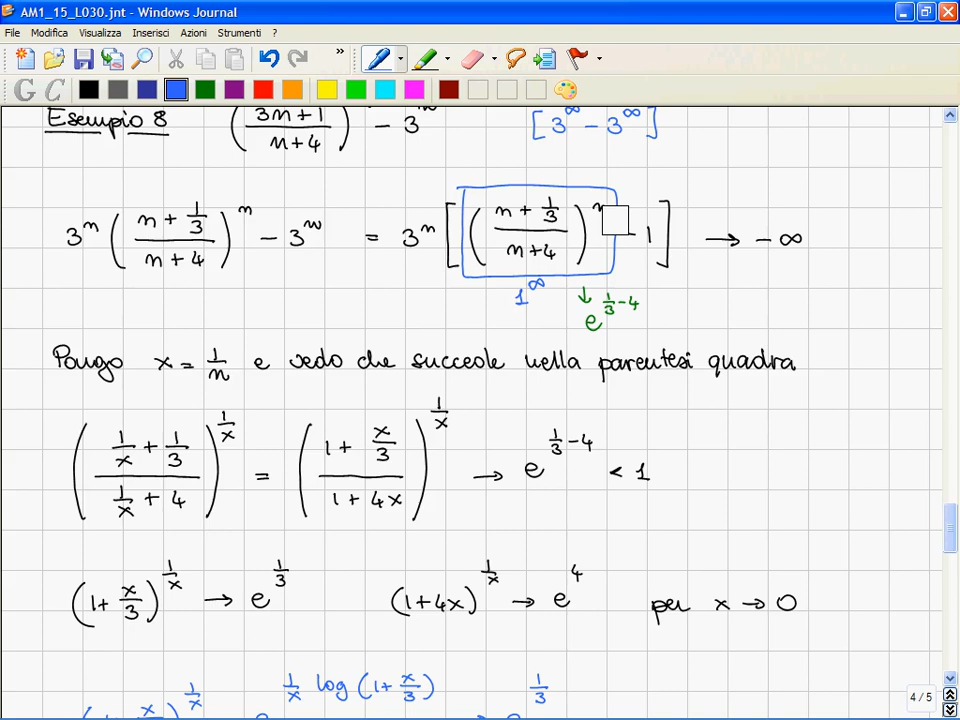 AM1_15_L030.jnt - Windows Journal
File Modifica Visualizza Inserisci Azioni Strumenti ?
»
G C
Esempio 8 ((3n+1)/(n+4))^n - 3^n [3^∞ - 3^∞]
3^n ((n + 1/3)/(n + 4))^n - 3^n = 3^n [((n + 1/3)/(n+4))^n - 1] → -∞
1^∞ ↓
e^(1/3-4)
Pongo x = 1/n e vedo che succede nella parentesi quadra
((1/x + 1/3)/(1/x + 4))^(1/x) = ((1 + x/3)/(1 + 4x))^(1/x) → e^(1/3-4) < 1
(1+ x/3)^(1/x) → e^(1/3) (1+4x)^(1/x) → e^4 per x → 0
1/x log(1+ x/3) 1/3
4 / 5